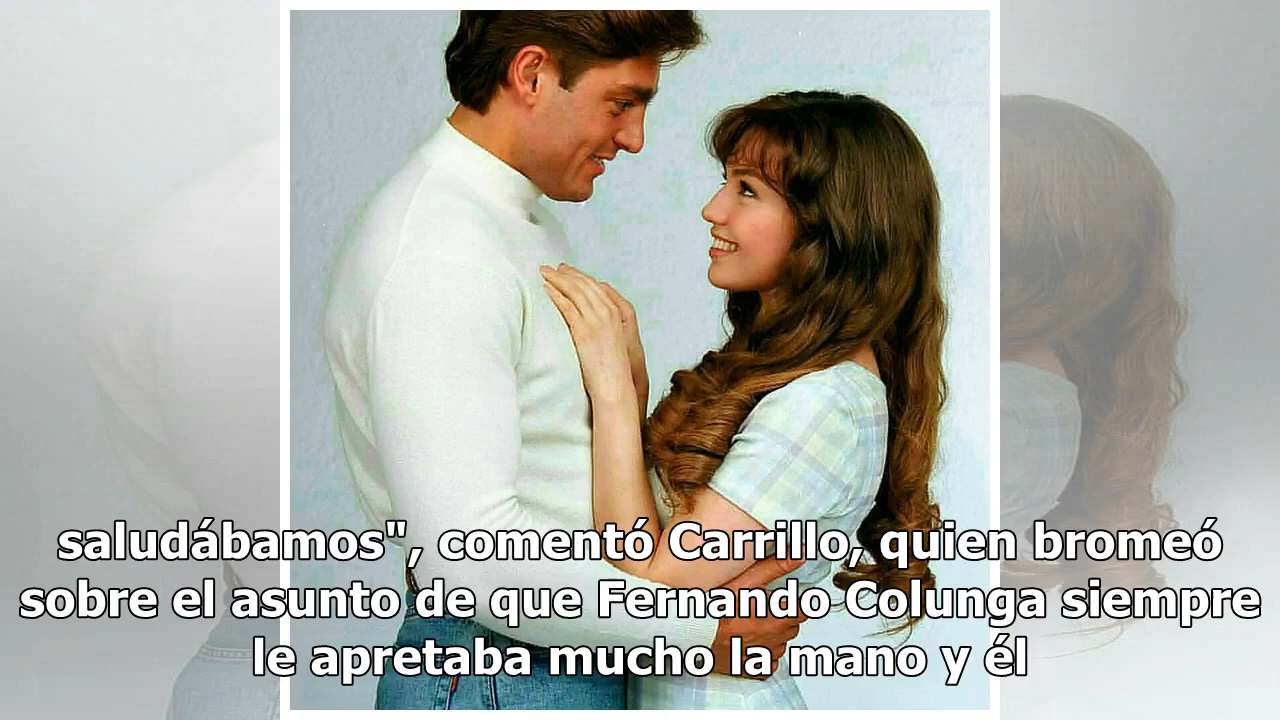 saludábamos", comentó Carrillo, quien bromeó
sobre el asunto de que Fernando Colunga siempre
le apretaba mucho la mano y él